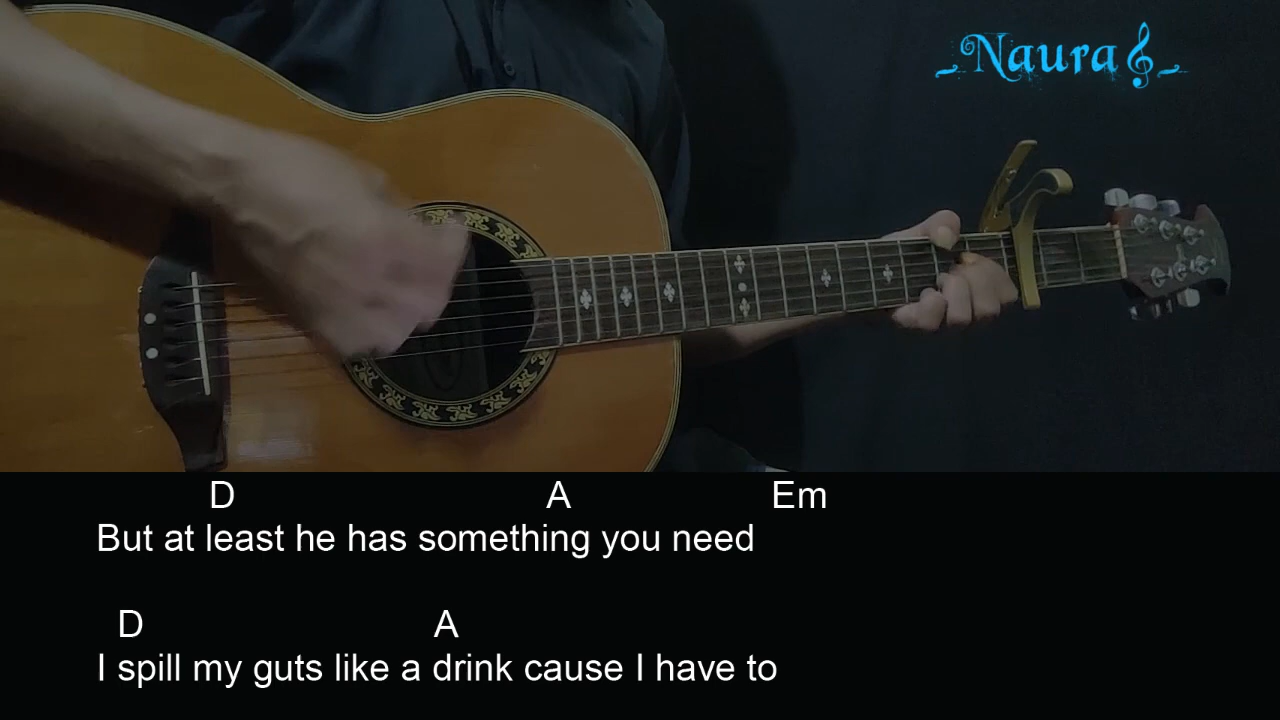 Naura
D A Em
But at least he has something you need
D A
I spill my guts like a drink cause I have to